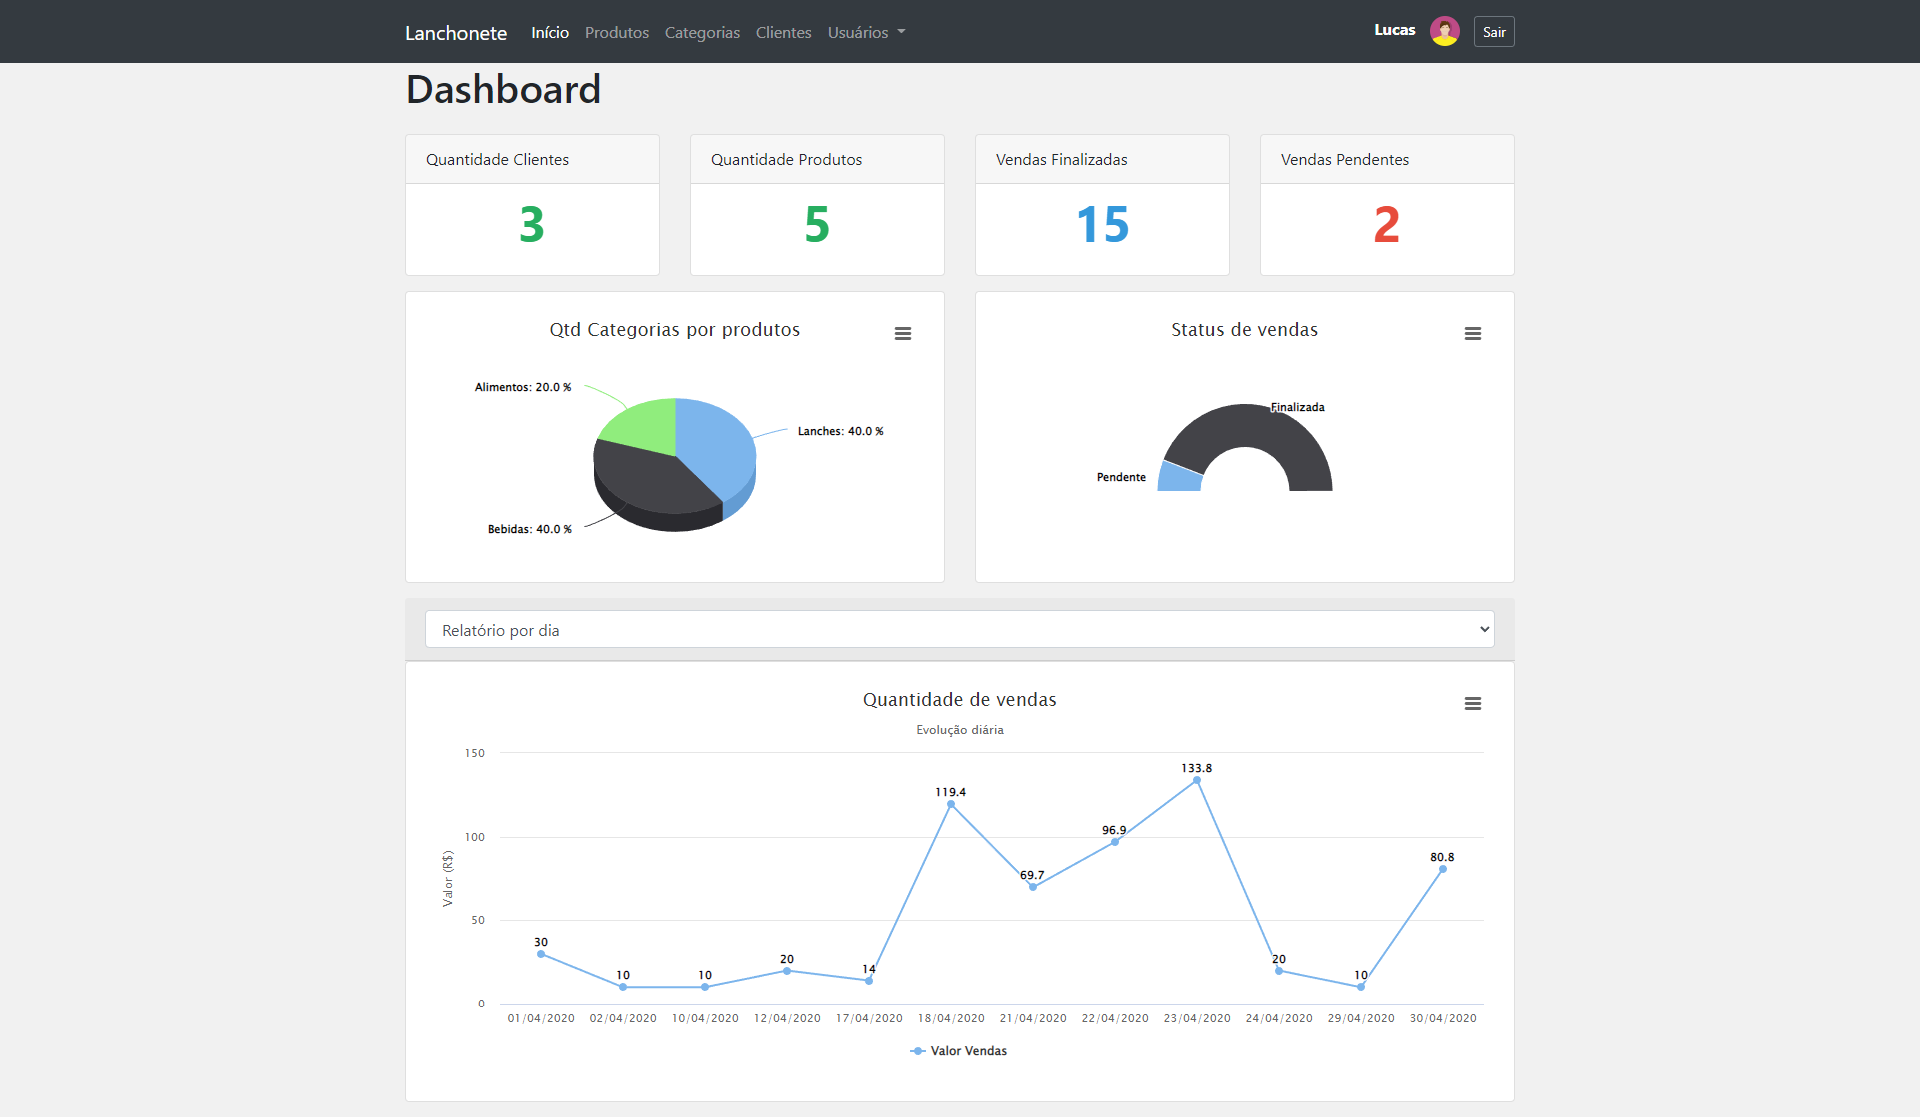 Lanchonete Início Produtos Categorias Clientes Usuários Lucas Sair
Dashboard
Quantidade Clientes
3
Quantidade Produtos
5
Vendas Finalizadas
15
Vendas Pendentes
2
Qtd Categorias por produtos
Alimentos: 20.0 %
Lanches: 40.0 %
Bebidas: 40.0 %
Status de vendas
Finalizada
Pendente
Relatório por dia
Quantidade de vendas
Evolução diária
Valor (R$)
150
100
50
0
30
10
10
20
14
119.4
69.7
96.9
133.8
20
10
80.8
01/04/2020 02/04/2020 10/04/2020 12/04/2020 17/04/2020 18/04/2020 21/04/2020 22/04/2020 23/04/2020 24/04/2020 29/04/2020 30/04/2020
Valor Vendas